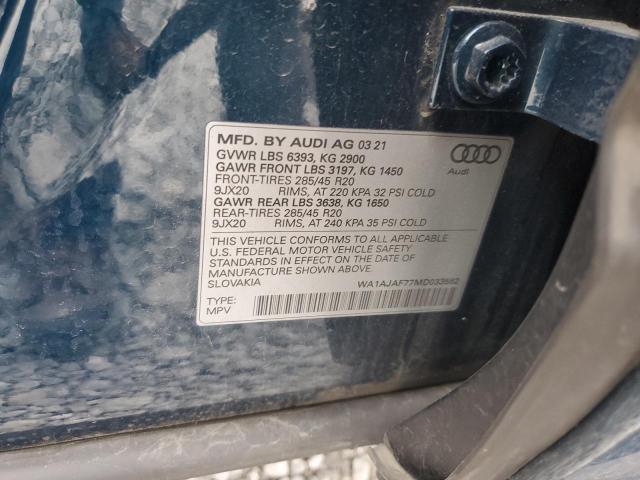 MFD. BY AUDI AG 03 21
GVWR LBS 6393, KG 2900
GAWR FRONT LBS 3197, KG 1450
FRONT-TIRES 285/45 R20
9JX20 RIMS, AT 220 KPA 32 PSI COLD
GAWR REAR LBS 3638, KG 1650
REAR-TIRES 285/45 R20
9JX20 RIMS, AT 240 KPA 35 PSI COLD
Audi
THIS VEHICLE CONFORMS TO ALL APPLICABLE
U.S. FEDERAL MOTOR VEHICLE SAFETY
STANDARDS IN EFFECT ON THE DATE OF
MANUFACTURE SHOWN ABOVE.
SLOVAKIA
TYPE:
MPV